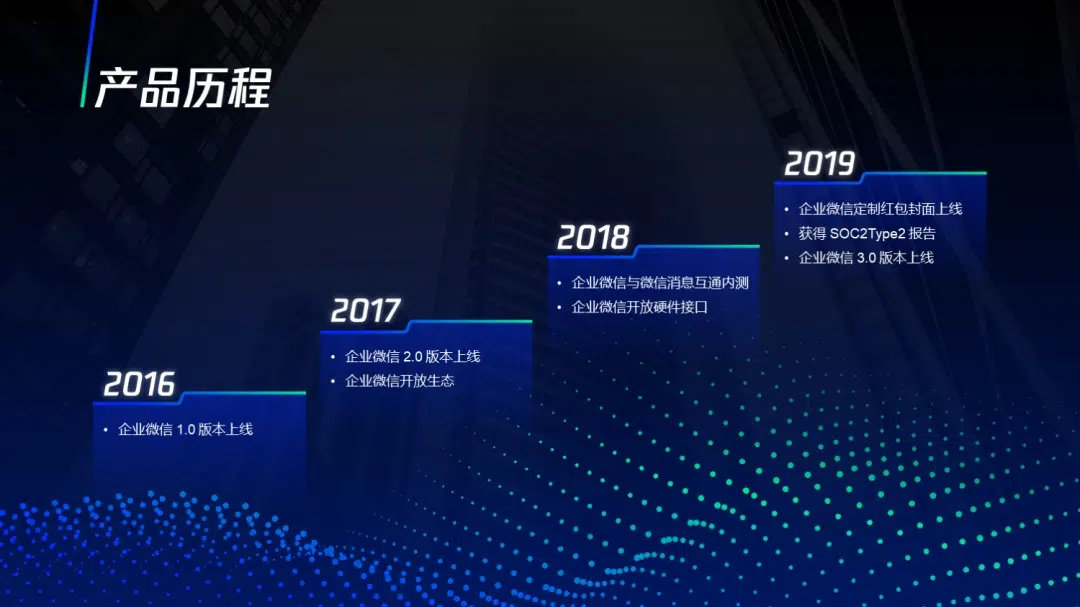 产品历程
2016
• 企业微信 1.0 版本上线
2017
• 企业微信 2.0 版本上线
• 企业微信开放生态
2018
• 企业微信与微信消息互通内测
• 企业微信开放硬件接口
2019
• 企业微信定制红包封面上线
• 获得 SOC2Type2 报告
• 企业微信 3.0 版本上线